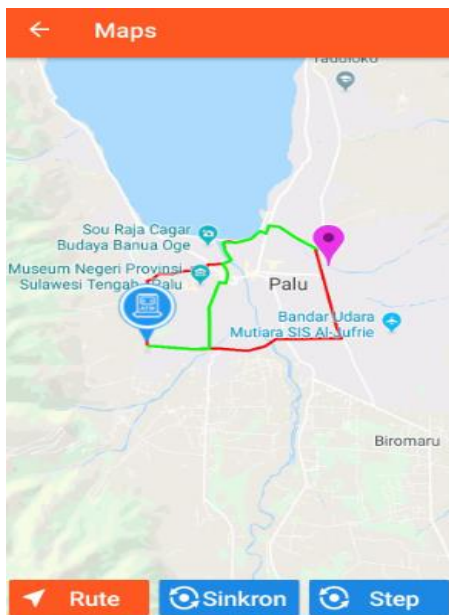 Maps
Sou Raja Cagar
Budaya Banua Oge
Museum Negeri Provinsi
Sulawesi Tengah - Palu
Palu
Bandar Udara
Mutiara SIS Al-Jufrie
Biromaru
Rute
Sinkron
Step